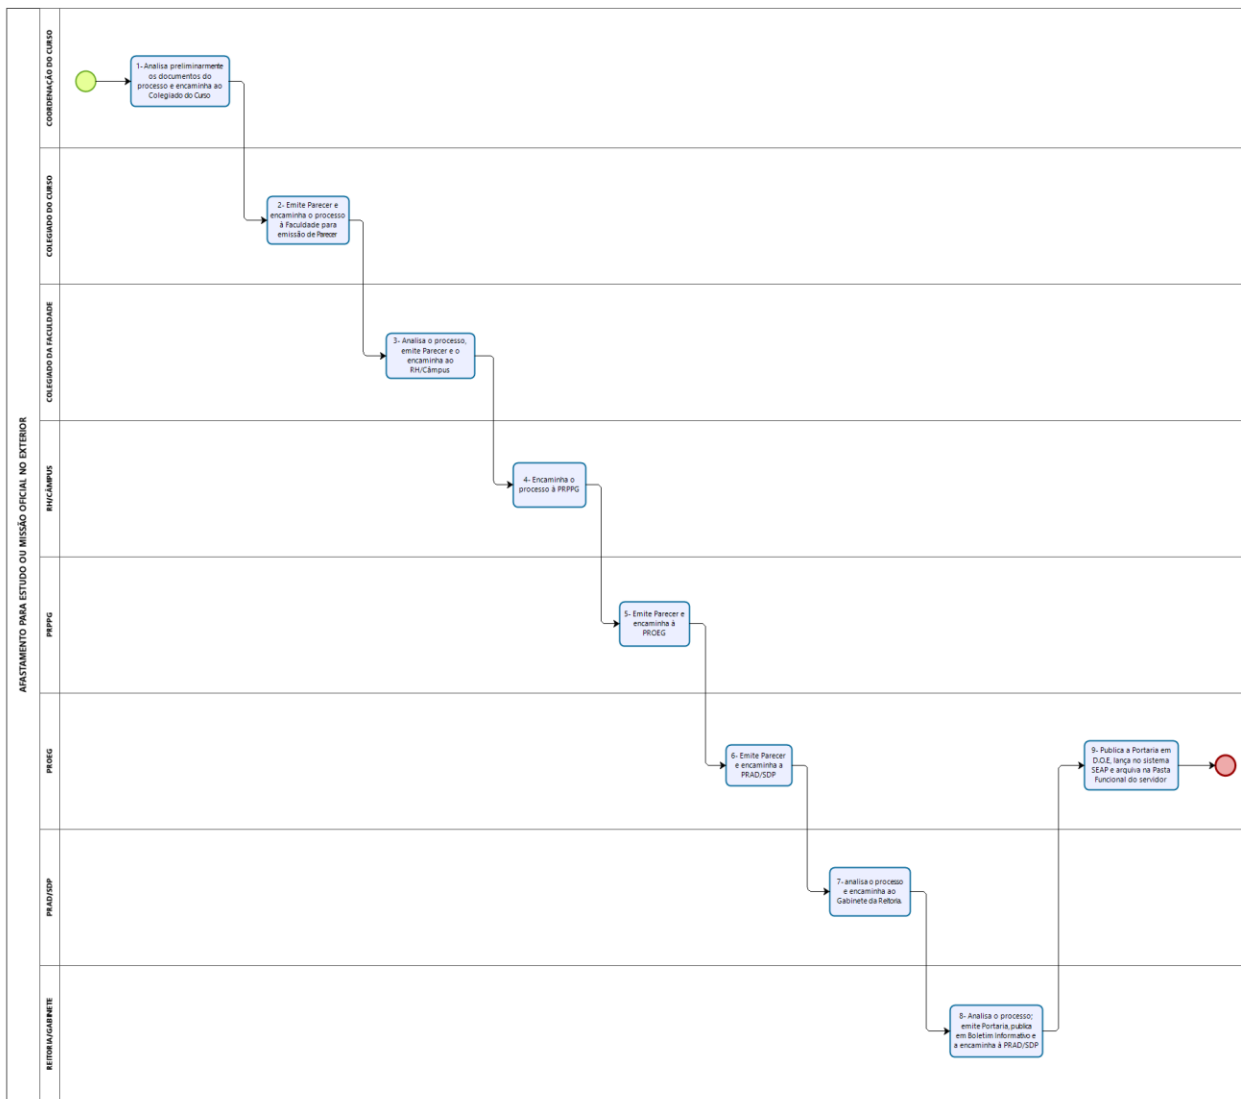 AFASTAMENTO PARA ESTUDO OU MISSÃO OFICIAL NO EXTERIOR
COORDENAÇÃO DO CURSO
1- Analisa preliminarmente
os documentos do
processo e encaminha ao
Colegiado do Curso
COLEGIADO DO CURSO
2- Emite Parecer e
encaminha o processo
à Faculdade para
emissão de Parecer
COLEGIADO DA FACULDADE
3- Analisa o processo,
emite Parecer e o
encaminha ao
RH/Câmpus
RH/CÂMPUS
4- Encaminha o
processo à PRPPG
PRPPG
5- Emite Parecer e
encaminha à
PROEG
PROEG
6- Emite Parecer
e encaminha a
PRAD/SDP
9- Publica a Portaria em
D.O.E, lança no sistema
SEAP e arquiva na Pasta
Funcional do servidor
PRAD/SDP
7- analisa o processo
e encaminha ao
Gabinete da Reitoria.
REITORIA/GABINETE
8- Analisa o processo;
emite Portaria, publica
em Boletim Informativo e
a encaminha à PRAD/SDP